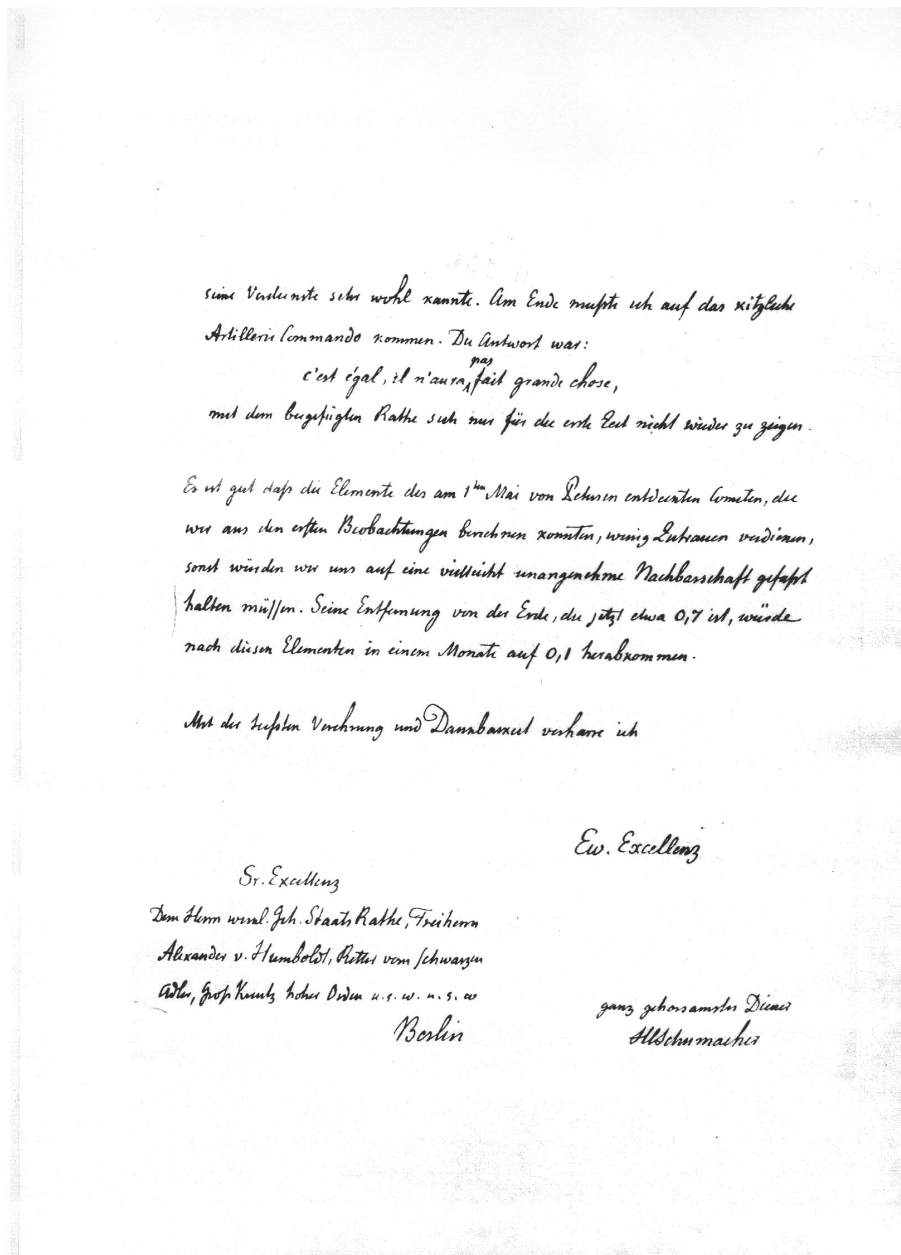 seine Verdienste sehr wohl kannte. Am Ende mußte ich auf das kitzliche
Artillerie Commando kommen. Die Antwort war:
pas
c'est égal, il n'aura fait grande chose,
mit dem beigefügten Rathe sich nur für die erste Zeit nicht wieder zu zeigen.
Es ist gut daß die Elemente des am 1sten Mai von Petersen entdeckten Cometen, die
wir aus den ersten Beobachtungen berechnen konnten, wenig Zutrauen verdienen,
sonst würden wir uns auf eine vielleicht unangenehme Nachbarschaft gefaßt
halten müssen. Seine Entfernung von der Erde, die jetzt etwa 0,7 ist, würde
nach diesen Elementen in einem Monate auf 0,1 herabkommen.
Mit der tiefsten Verehrung und Dankbarkeit verharre ich
Ew. Excellenz
Sr. Excellenz
Dem Herrn wirkl. Geh. Staats Rathe, Freiherrn
Alexander v. Humboldt, Ritter vom schwarzen
Adler, Groß Kreutz hoher Orden u. s. w. u. s. w
Berlin
ganz gehorsamster Diener
HCSchumacher